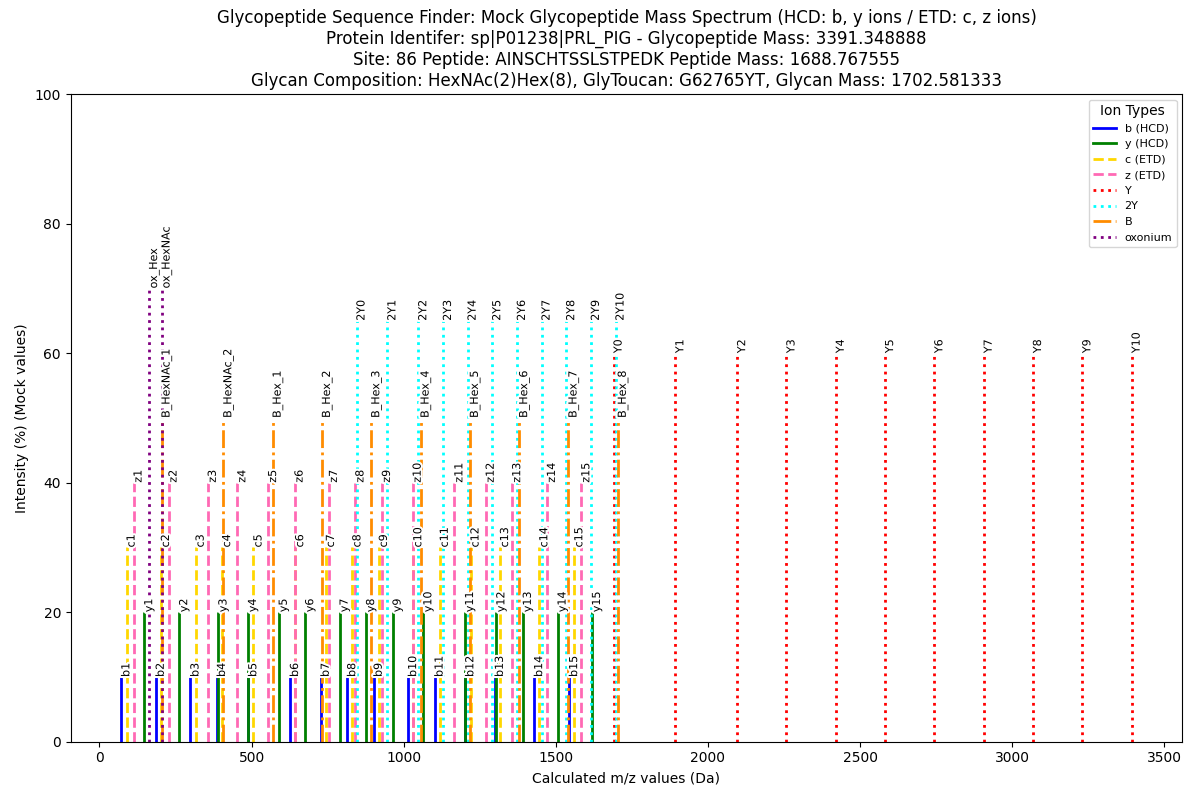 Glycopeptide Sequence Finder: Mock Glycopeptide Mass Spectrum (HCD: b, y ions / ETD: c, z ions)
Protein Identifer: sp|P01238|PRL_PIG - Glycopeptide Mass: 3391.348888
Site: 86 Peptide: AINSCHTSSLSTPEDK Peptide Mass: 1688.767555
Glycan Composition: HexNAc(2)Hex(8), GlyToucan: G62765YT, Glycan Mass: 1702.581333
Intensity (%) (Mock values)
100
80
60
40
20
0
Ion Types
b (HCD)
y (HCD)
c (ETD)
z (ETD)
Y
2Y
B
oxonium
ox_Hex
ox_HexNAc
2Y0
2Y1
2Y2
2Y3
2Y4
2Y5
2Y6
2Y7
2Y8
2Y9
2Y10
Y0
Y1
Y2
Y3
Y4
Y5
Y6
Y7
Y8
Y9
Y10
B_HexNAc_1
B_HexNAc_2
B_Hex_1
B_Hex_2
B_Hex_3
B_Hex_4
B_Hex_5
B_Hex_6
B_Hex_7
B_Hex_8
z1
z2
z3
z4
z5
z6
z7
z8
z9
z10
z11
z12
z13
z14
z15
c1
c2
c3
c4
c5
c6
c7
c8
c9
c10
c11
c12
c13
c14
c15
y1
y2
y3
y4
y5
y6
y7
y8
y9
y10
y11
y12
y13
y14
y15
b1
b2
b3
b4
b5
b6
b7
b8
b9
b10
b11
b12
b13
b14
b15
0
500
1000
1500
2000
2500
3000
3500
Calculated m/z values (Da)